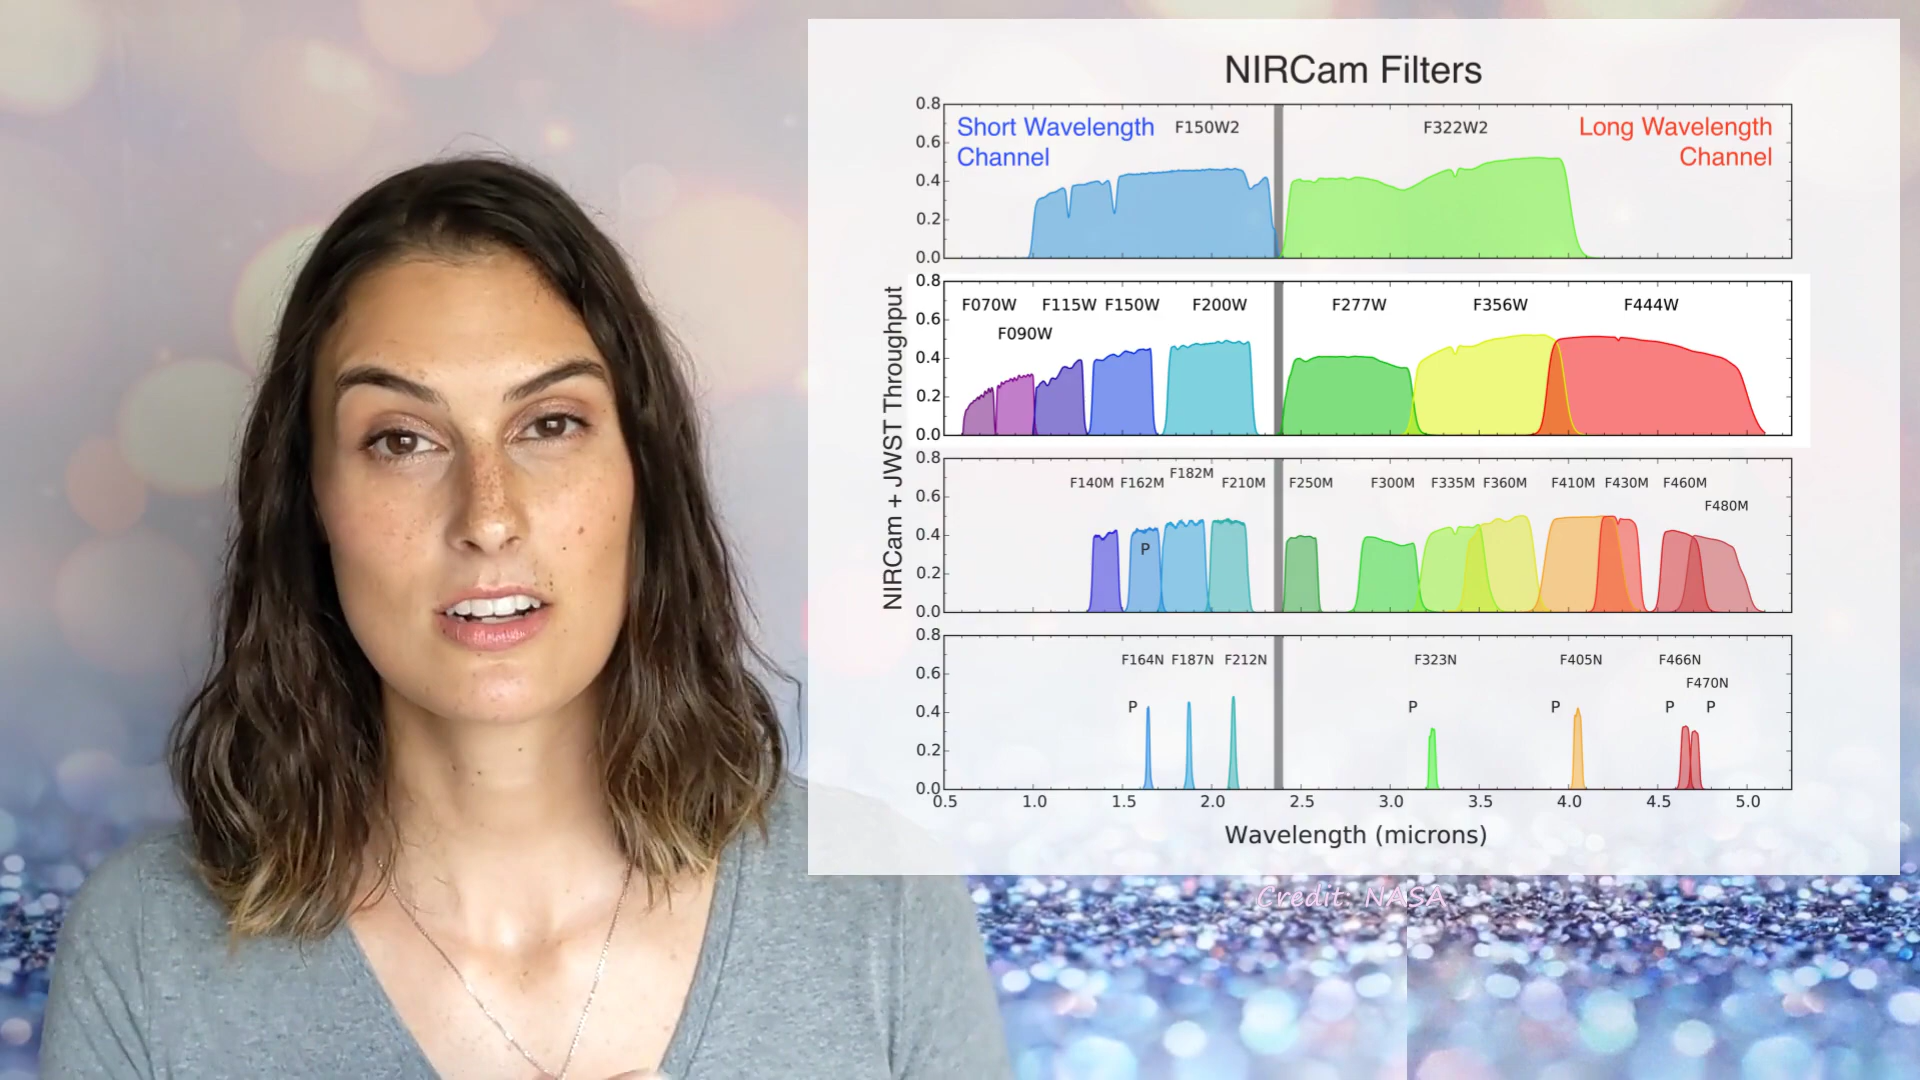 NIRCam Filters
0.8
0.6
0.4
0.2
0.0
Short Wavelength
Channel
F150W2
F322W2
Long Wavelength
Channel
NIRCam + JWST Throughput
0.8
0.6
0.4
0.2
0.0
F070W
F090W
F115W
F150W
F200W
F277W
F356W
F444W
0.8
0.6
0.4
0.2
0.0
F140M
F162M
F182M
F210M
F250M
F300M
F335M
F360M
F410M
F430M
F460M
F480M
P
0.8
0.6
0.4
0.2
0.0
F164N
F187N
F212N
F323N
F405N
F466N
F470N
P
P
P
P
P
0.5
1.0
1.5
2.0
2.5
3.0
3.5
4.0
4.5
5.0
Wavelength (microns)
Credit: NASA